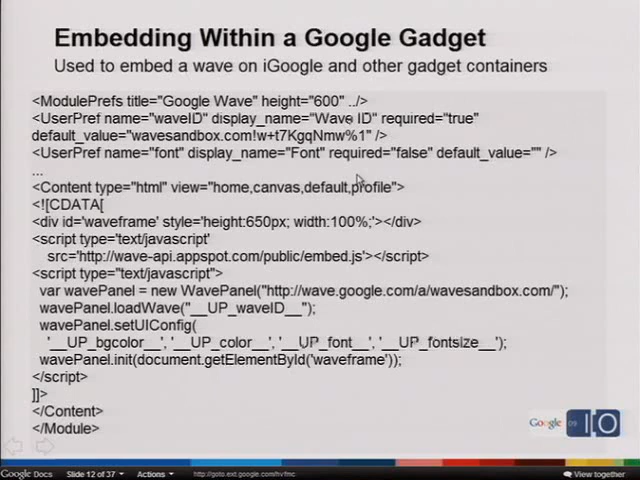 Embedding Within a Google Gadget
Used to embed a wave on iGoogle and other gadget containers
<ModulePrefs title="Google Wave" height="600" ../>
<UserPref name="waveID" display_name="Wave ID" required="true"
default_value="wavesandbox.com!w+t7KgqNmw%1" />
<UserPref name="font" display_name="Font" required="false" default_value="" />
...
<Content type="html" view="home,canvas,default,profile">
<![CDATA[
<div id='waveframe' style='height:650px; width:100%;'></div>
<script type='text/javascript'
src='http://wave-api.appspot.com/public/embed.js'></script>
<script type="text/javascript">
var wavePanel = new WavePanel("http://wave.google.com/a/wavesandbox.com/");
wavePanel.loadWave("__UP_waveID__");
wavePanel.setUIConfig(
'__UP_bgcolor__', '__UP_color__', '__UP_font__', '__UP_fontsize__');
wavePanel.init(document.getElementById('waveframe'));
</script>
]]>
</Content>
</Module>
Google 09 IO
Google Docs Slide 12 of 37 Actions View together